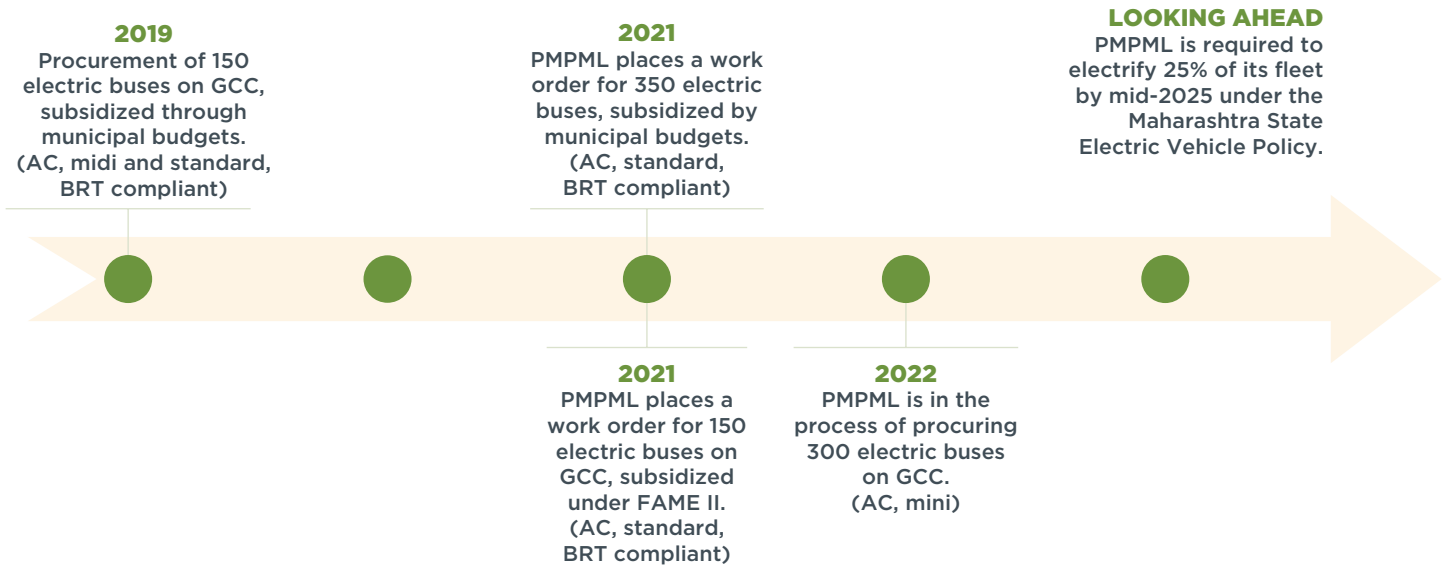 2019
Procurement of 150
electric buses on GCC,
subsidized through
municipal budgets.
(AC, midi and standard,
BRT compliant)
2021
PMPML places a work
order for 350 electric
buses, subsidized by
municipal budgets.
(AC, standard,
BRT compliant)
LOOKING AHEAD
PMPML is required to
electrify 25% of its fleet
by mid-2025 under the
Maharashtra State
Electric Vehicle Policy.
2021
PMPML places a
work order for 150
electric buses on
GCC, subsidized
under FAME II.
(AC, standard,
BRT compliant)
2022
PMPML is in the
process of procuring
300 electric buses
on GCC.
(AC, mini)